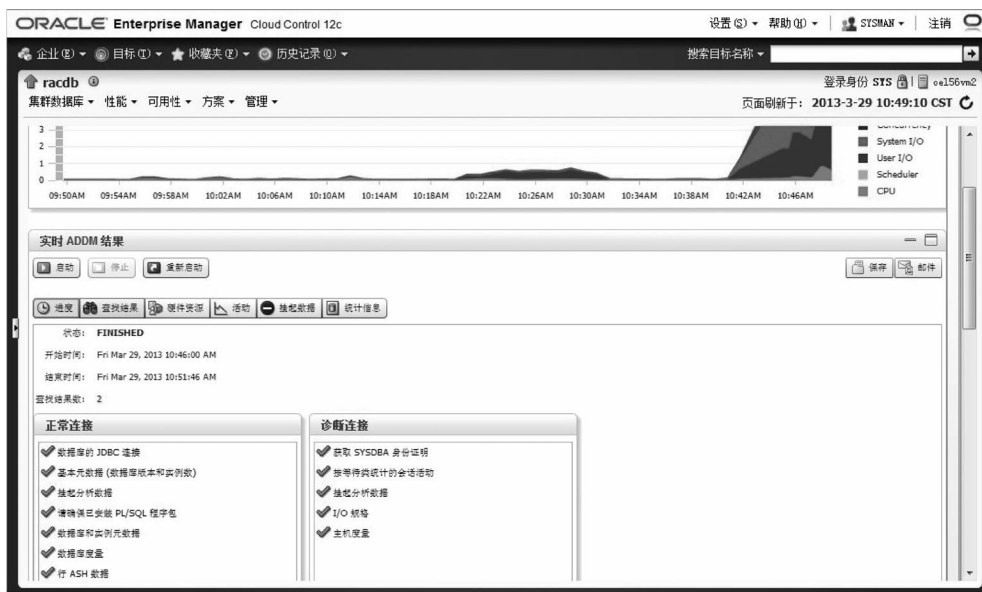 ORACLE Enterprise Manager Cloud Control 12c
设置(S) 帮助(H) SYSMAN 注销
企业(E) 目标(T) 收藏夹(F) 历史记录(O) 搜索目标名称
racdb 登录身份 SYS oel56vm2
集群数据库 性能 可用性 方案 管理 页面刷新于: 2013-3-29 10:49:10 CST
3
2
1
0
09:50AM 09:54AM 09:58AM 10:02AM 10:06AM 10:10AM 10:14AM 10:18AM 10:22AM 10:26AM 10:30AM 10:34AM 10:38AM 10:42AM 10:46AM
Concurrency
System I/O
User I/O
Scheduler
CPU
实时 ADDM 结果
启动 停止 重新启动 保存 邮件
进度 查找结果 硬件资源 活动 挂起数据 统计信息
状态: FINISHED
开始时间: Fri Mar 29, 2013 10:46:00 AM
结束时间: Fri Mar 29, 2013 10:51:46 AM
查找结果数: 2
正常连接
数据库的 JDBC 连接
基本元数据 (数据库版本和实例数)
挂起分析数据
请确保已安装 PL/SQL 程序包
数据库和实例元数据
数据库度量
行 ASH 数据
诊断连接
获取 SYSDBA 身份证明
按等待类统计的会话活动
挂起分析数据
I/O 规格
主机度量